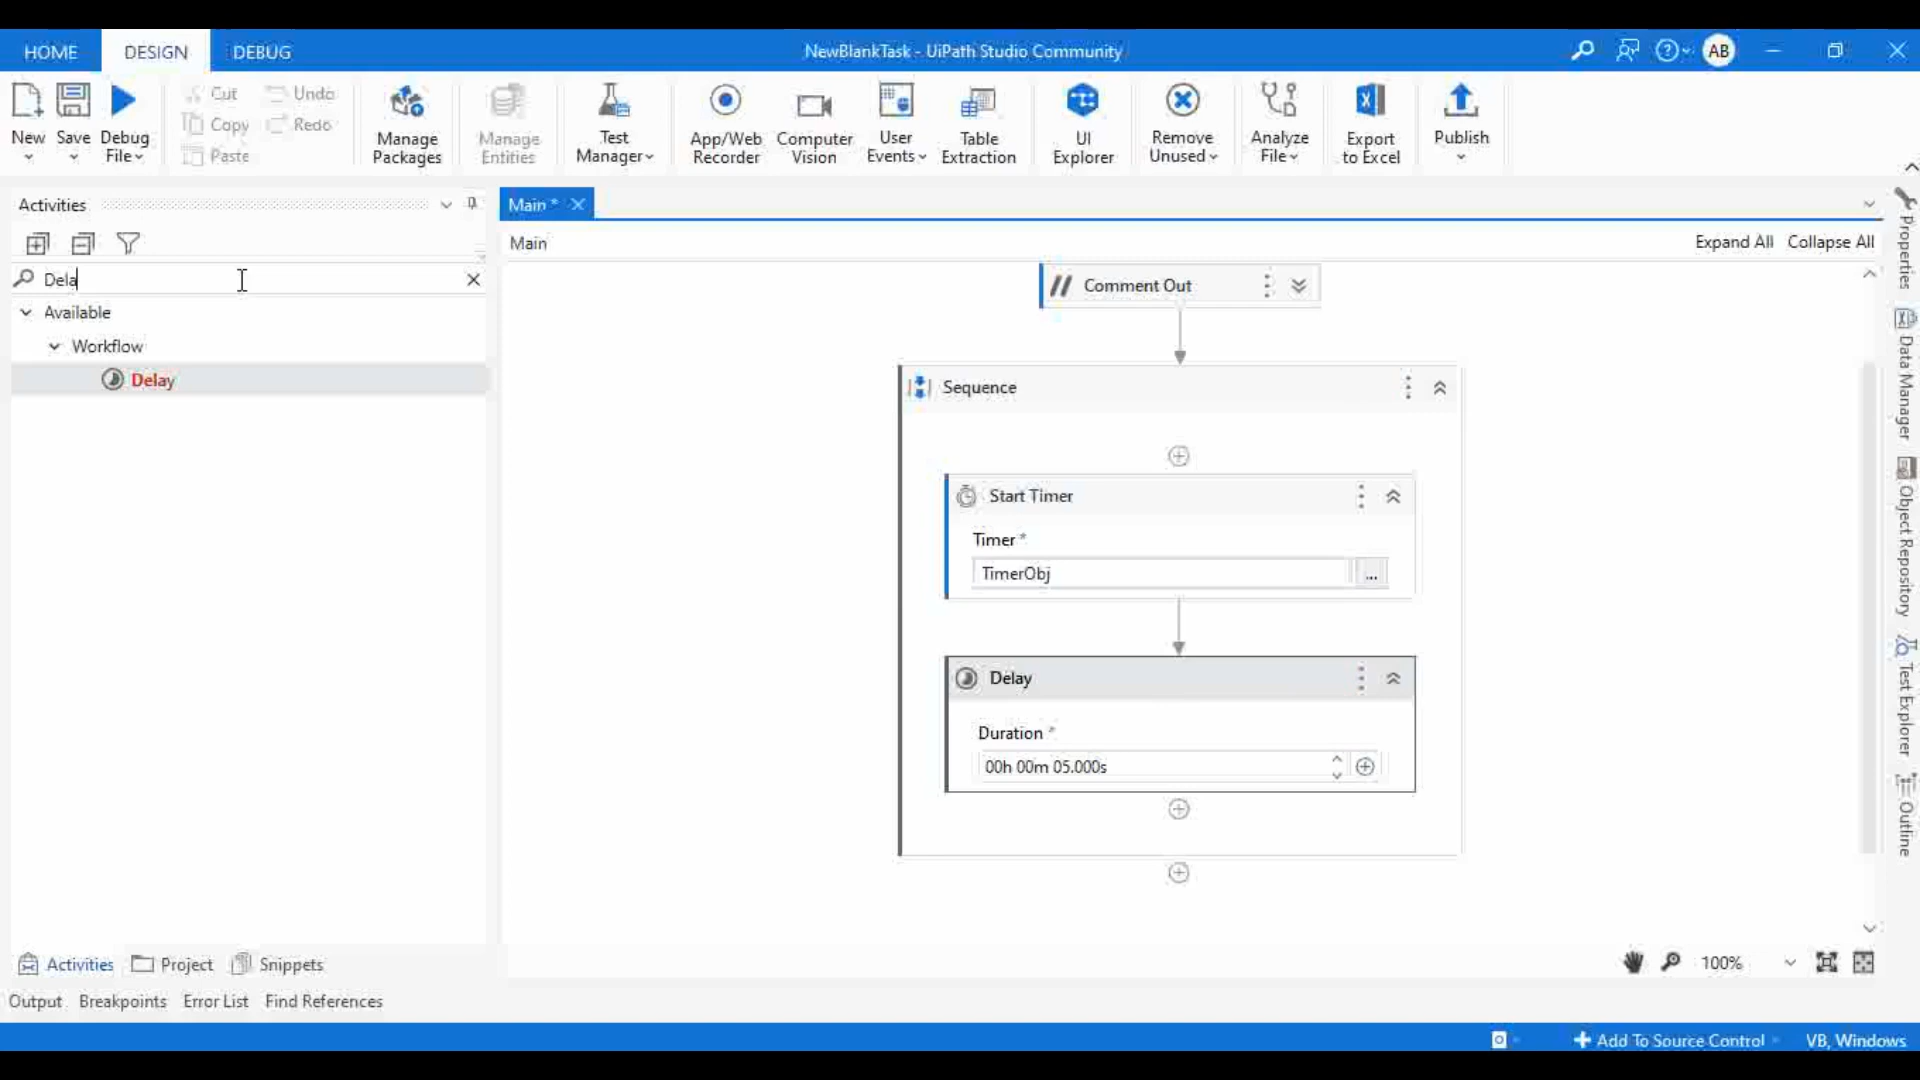 HOME DESIGN DEBUG NewBlankTask - UiPath Studio Community AB
New Save Debug File Cut Copy Paste Undo Redo Manage Packages Manage Entities Test Manager App/Web Recorder Computer Vision User Events Table Extraction UI Explorer Remove Unused Analyze File Export to Excel Publish
Activities
Dela
Available
Workflow
Delay
Main *
Main
Expand All Collapse All
// Comment Out
Sequence
Start Timer
Timer *
TimerObj
...
Delay
Duration *
00h 00m 05.000s
Properties
Data Manager
Object Repository
Test Explorer
Outline
Activities Project Snippets
100%
Output Breakpoints Error List Find References
Add To Source Control VB, Windows